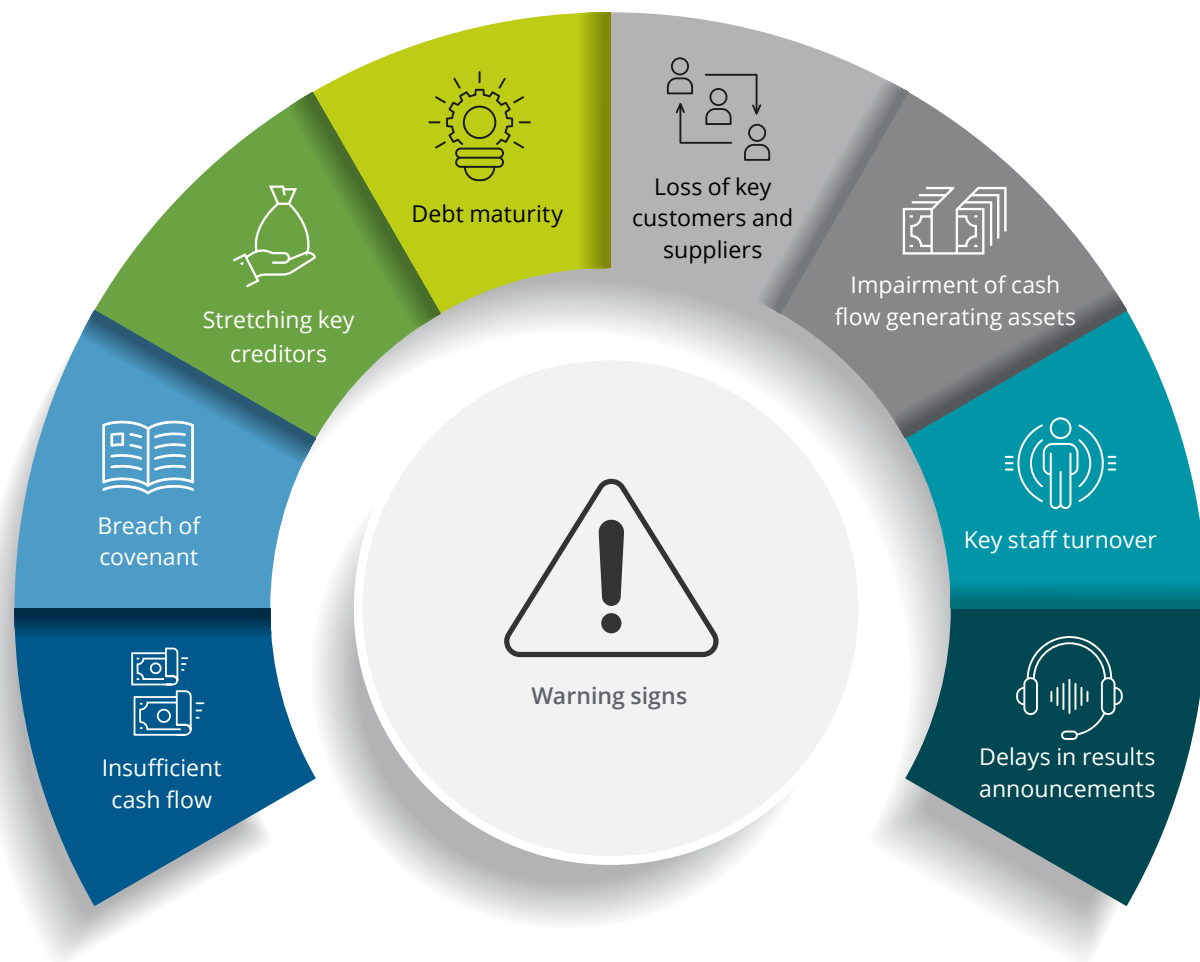 Insufficient
cash flow
Breach of
covenant
Stretching key
creditors
Debt maturity
Loss of key
customers and
suppliers
Impairment of cash
flow generating assets
Key staff turnover
Delays in results
announcements
Warning signs